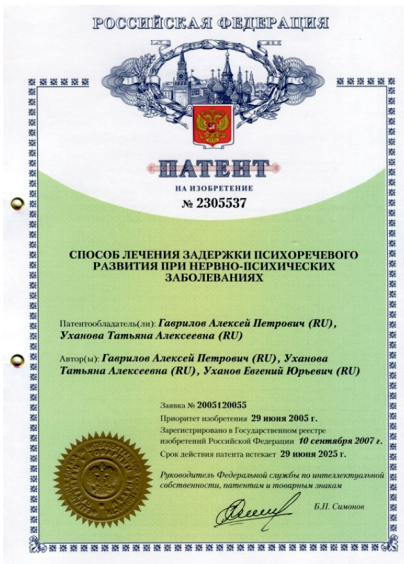 РОССИЙСКАЯ ФЕДЕРАЦИЯ
ПАТЕНТ
НА ИЗОБРЕТЕНИЕ
№ 2305537
СПОСОБ ЛЕЧЕНИЯ ЗАДЕРЖКИ ПСИХОРЕЧЕВОГО
РАЗВИТИЯ ПРИ НЕРВНО-ПСИХИЧЕСКИХ
ЗАБОЛЕВАНИЯХ
Патентообладатель(ли): Гаврилов Алексей Петрович (RU),
Уханова Татьяна Алексеевна (RU)
Автор(ы): Гаврилов Алексей Петрович (RU), Уханова
Татьяна Алексеевна (RU), Уханов Евгений Юрьевич (RU)
Заявка № 2005120055
Приоритет изобретения 29 июня 2005 г.
Зарегистрировано в Государственном реестре
изобретений Российской Федерации 10 сентября 2007 г.
Срок действия патента истекает 29 июня 2025 г.
Руководитель Федеральной службы по интеллектуальной
собственности, патентам и товарным знакам
Б.П. Симонов